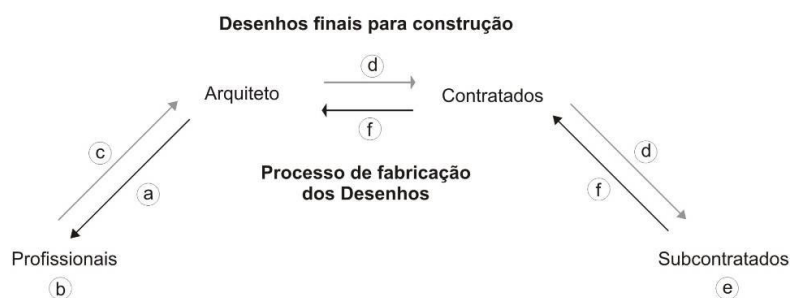 Desenhos finais para construção
d
Arquiteto
Contratados
f
c
d
Processo de fabricação
dos Desenhos
a
f
Profissionais
Subcontratados
b
e